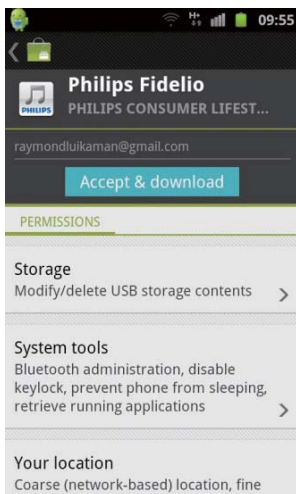 H+
09:55
Philips Fidelio
PHILIPS
PHILIPS CONSUMER LIFEST...
raymondluikaman@gmail.com
Accept & download
PERMISSIONS
Storage
Modify/delete USB storage contents
System tools
Bluetooth administration, disable
keylock, prevent phone from sleeping,
retrieve running applications
Your location
Coarse (network-based) location, fine